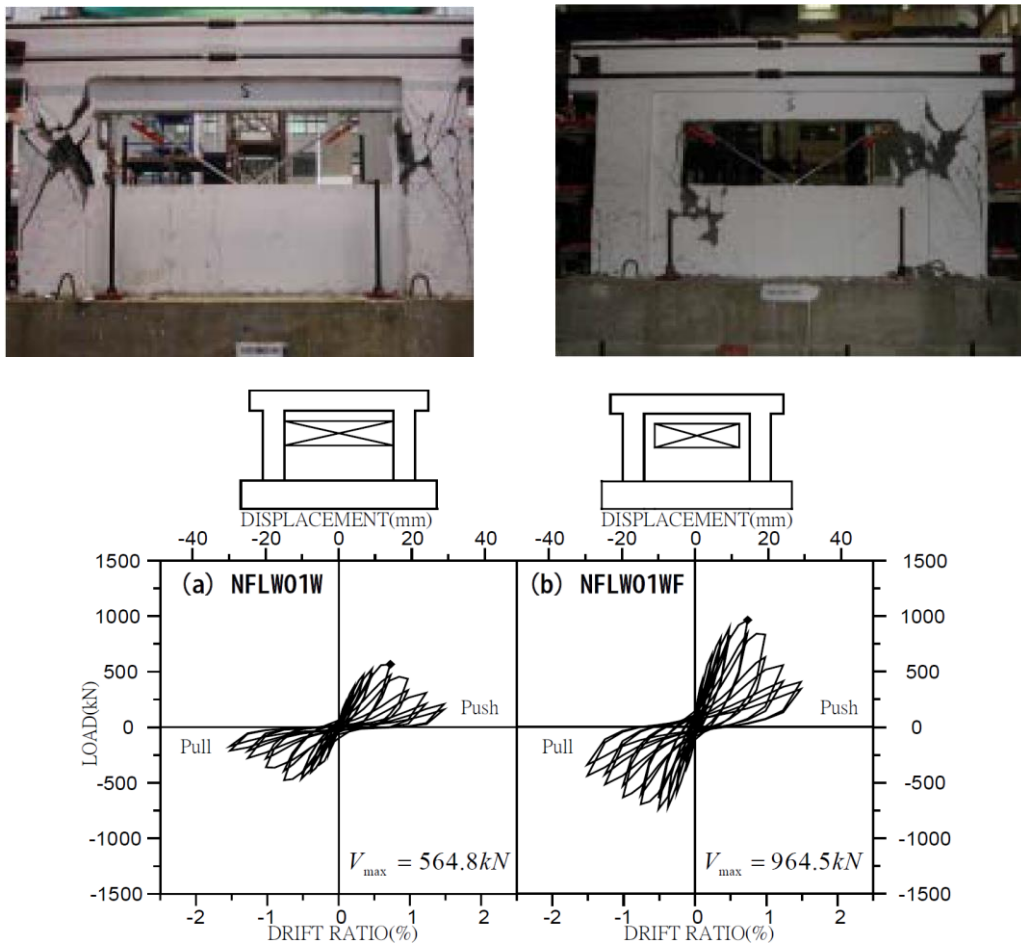 S
S
DISPLACEMENT(mm)
DISPLACEMENT(mm)
-40 -20 0 20 40
-40 -20 0 20 40
1500
1000
500
0
-500
-1000
-1500
LOAD(kN)
(a) NFLW01W
Push
Pull
Vmax = 564.8kN
(b) NFLW01WF
Push
Pull
Vmax = 964.5kN
1500
1000
500
0
-500
-1000
-1500
-2 -1 0 1 2
-2 -1 0 1 2
DRIFT RATIO(%)
DRIFT RATIO(%)